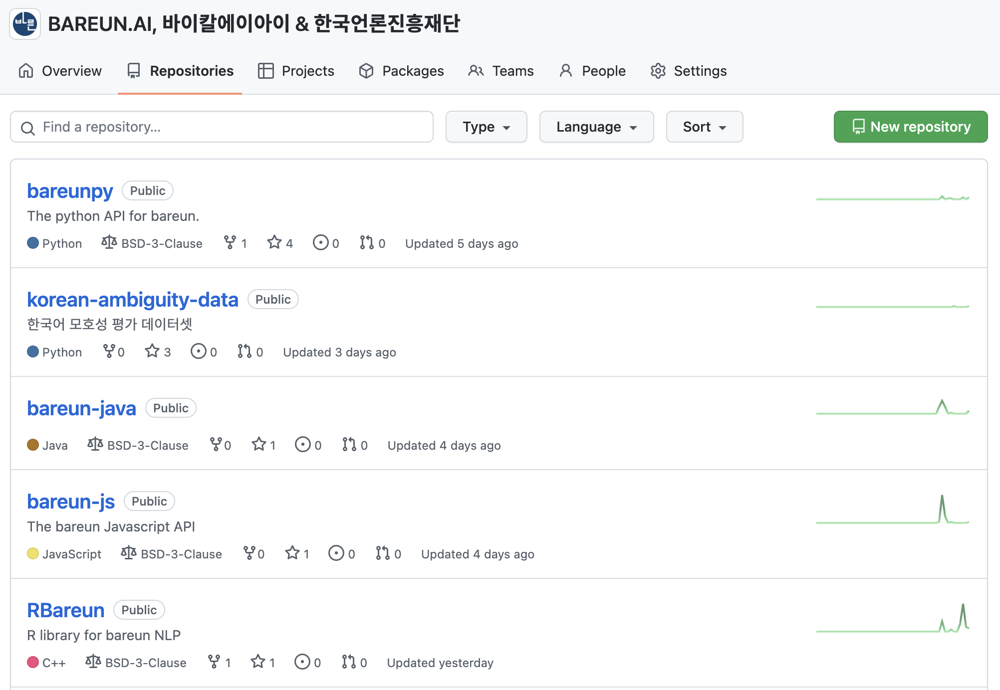 바른
BAREUN.AI, 바이칼에이아이 & 한국언론진흥재단
Overview Repositories Projects Packages Teams People Settings
Find a repository... Type Language Sort New repository
bareunpy Public
The python API for bareun.
Python BSD-3-Clause 1 4 0 0 Updated 5 days ago
korean-ambiguity-data Public
한국어 모호성 평가 데이터셋
Python 0 3 0 0 Updated 3 days ago
bareun-java Public
Java BSD-3-Clause 0 1 0 0 Updated 4 days ago
bareun-js Public
The bareun Javascript API
JavaScript BSD-3-Clause 0 1 0 0 Updated 4 days ago
RBareun Public
R library for bareun NLP
C++ BSD-3-Clause 1 1 0 0 Updated yesterday